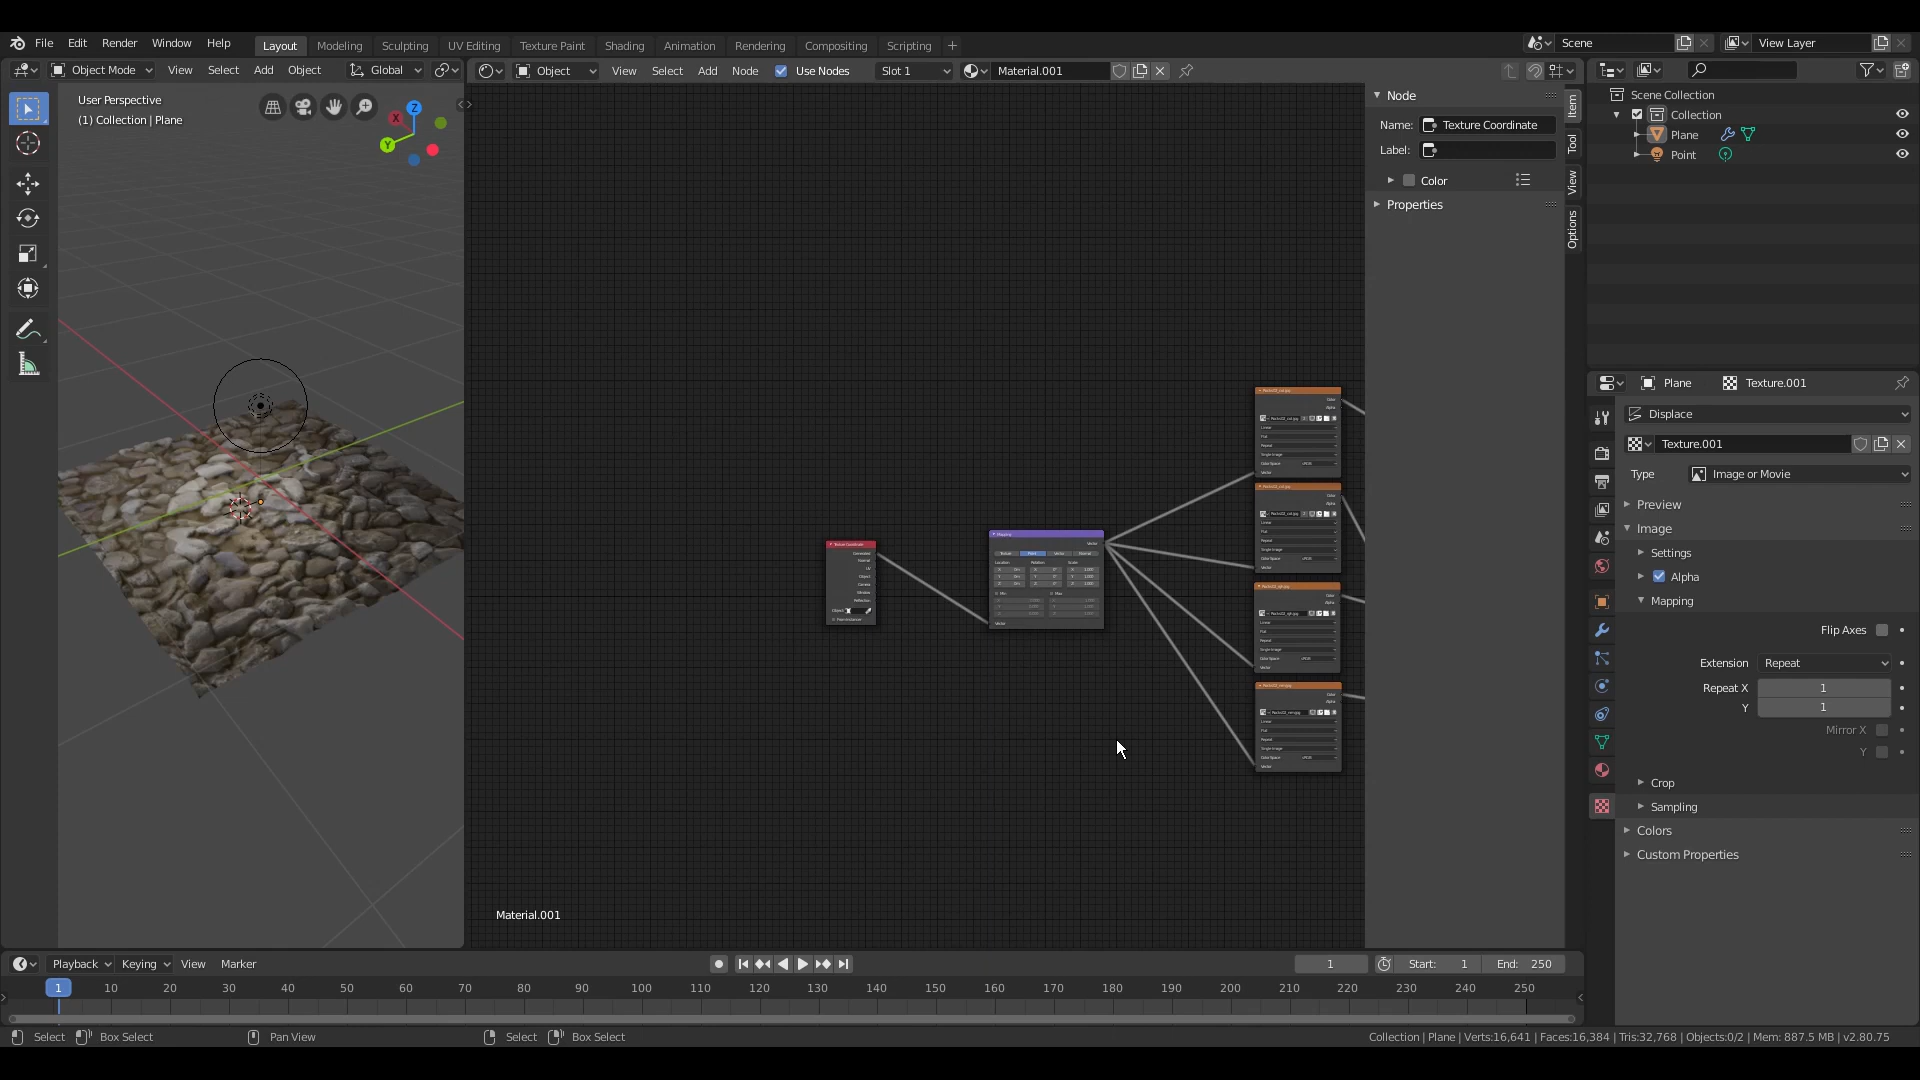 File Edit Render Window Help
Layout Modeling Sculpting UV Editing Texture Paint Shading Animation Rendering Compositing Scripting +
Scene
View Layer
Object Mode View Select Add Object Global
Object View Select Add Node Use Nodes Slot 1 Material.001
User Perspective
(1) Collection | Plane
Z
X
Y
Texture Coordinate
Mapping
Material.001
Node
Name: Texture Coordinate
Label:
Color
Properties
Item
Tool
View
Options
Scene Collection
Collection
Plane
Point
Plane Texture.001
Displace
Texture.001
Type Image or Movie
Preview
Image
Settings
Alpha
Mapping
Flip Axes
Extension Repeat
Repeat X 1
Y 1
Mirror X
Y
Crop
Sampling
Colors
Custom Properties
Playback Keying View Marker
1
Start: 1
End: 250
1 10 20 30 40 50 60 70 80 90 100 110 120 130 140 150 160 170 180 190 200 210 220 230 240 250
Select Box Select Pan View Select Box Select
Collection | Plane | Verts:16,641 | Faces:16,384 | Tris:32,768 | Objects:0/2 | Mem: 887.5 MB | v2.80.75